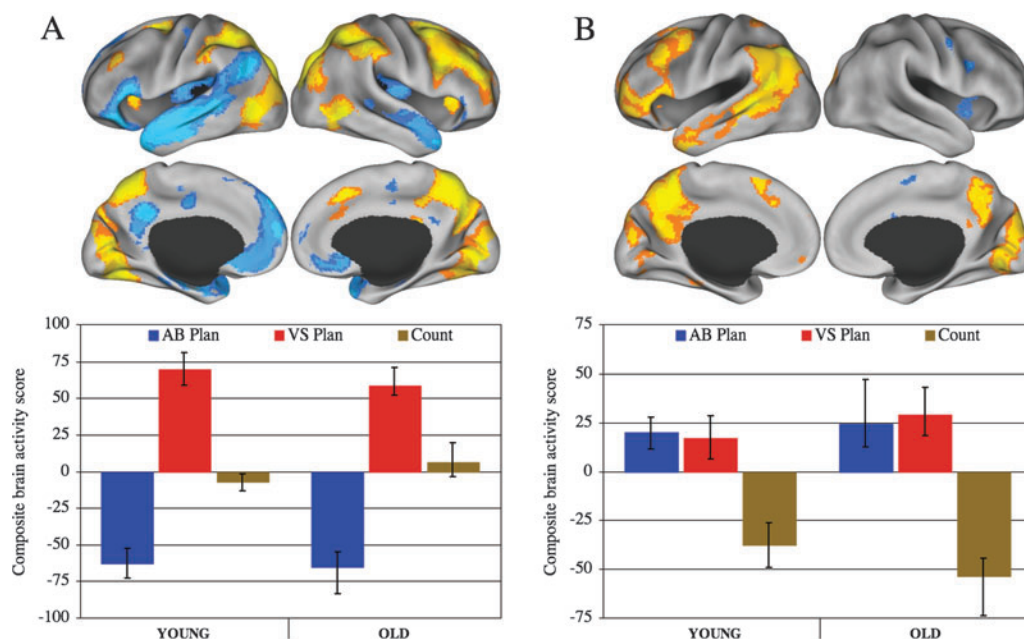 A
B
AB Plan VS Plan Count
Composite brain activity score
100
75
50
25
0
-25
-50
-75
-100
YOUNG OLD
AB Plan VS Plan Count
Composite brain activity score
75
50
25
0
-25
-50
-75
YOUNG OLD